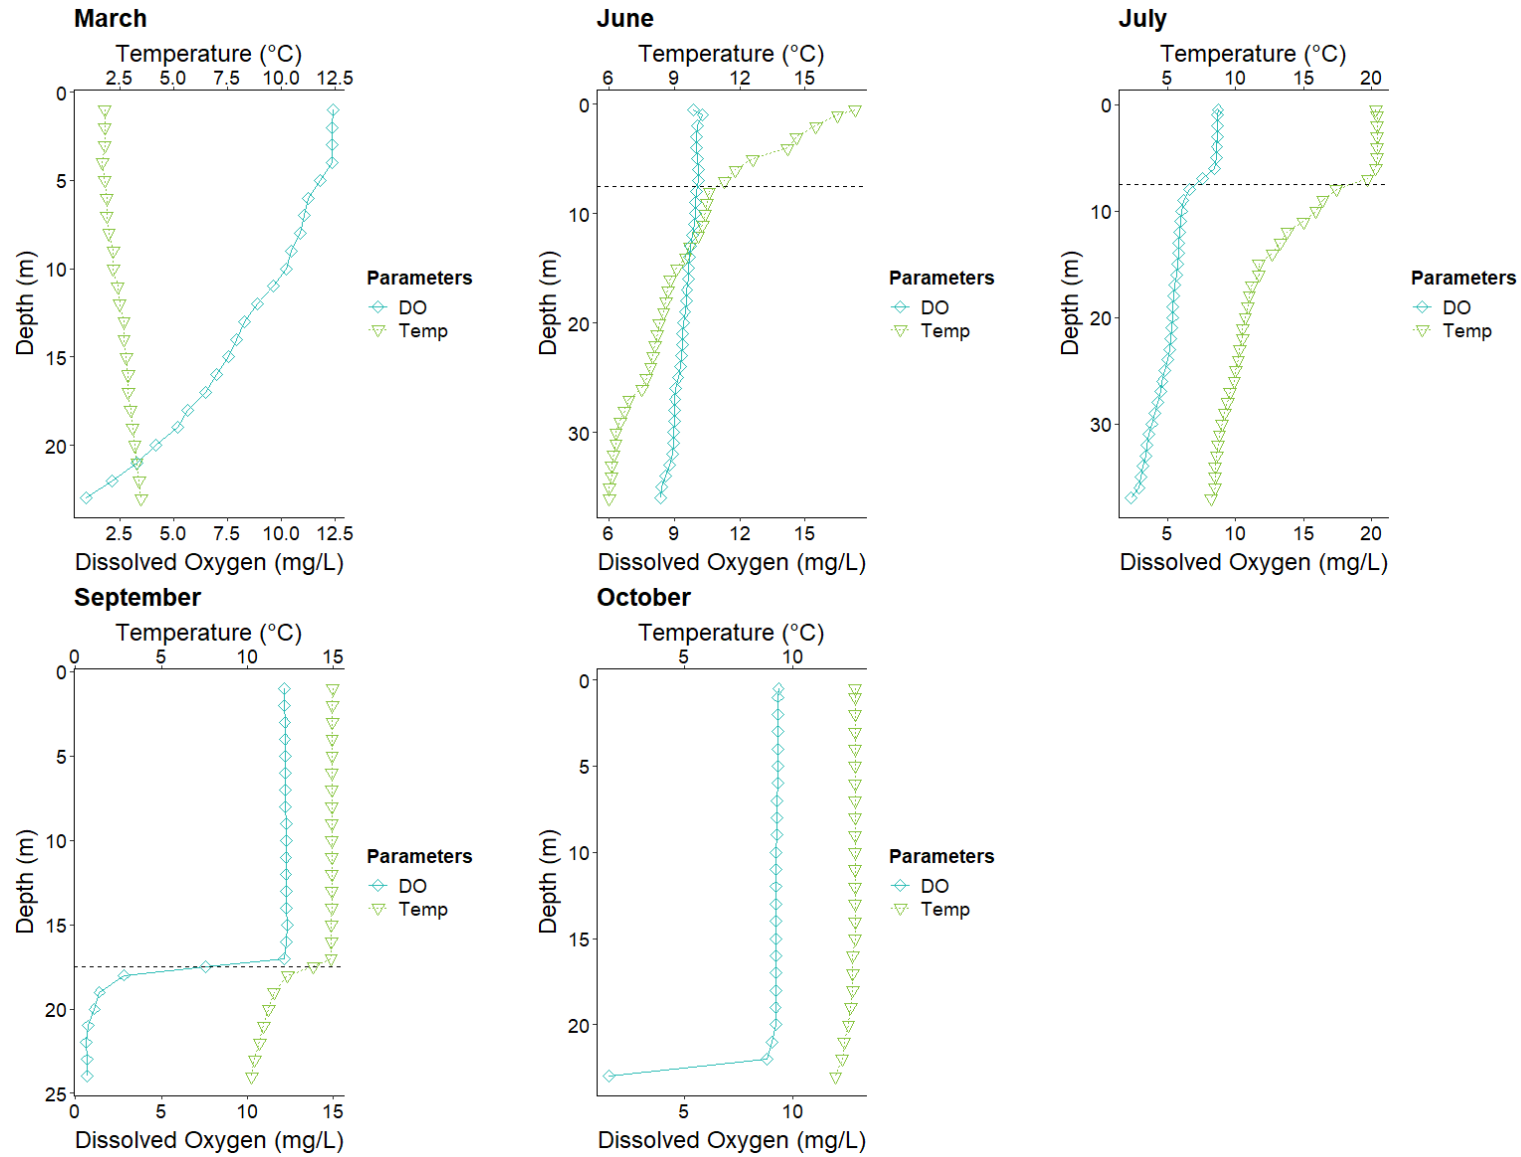 March
Temperature (°C)
2.5 5.0 7.5 10.0 12.5
0
5
10
15
20
Depth (m)
2.5 5.0 7.5 10.0 12.5
Dissolved Oxygen (mg/L)
Parameters
DO
Temp
June
Temperature (°C)
6 9 12 15
0
10
20
30
Depth (m)
6 9 12 15
Dissolved Oxygen (mg/L)
Parameters
DO
Temp
July
Temperature (°C)
5 10 15 20
0
10
20
30
Depth (m)
5 10 15 20
Dissolved Oxygen (mg/L)
Parameters
DO
Temp
September
Temperature (°C)
0 5 10 15
0
5
10
15
20
25
Depth (m)
0 5 10 15
Dissolved Oxygen (mg/L)
Parameters
DO
Temp
October
Temperature (°C)
5 10
0
5
10
15
20
Depth (m)
5 10
Dissolved Oxygen (mg/L)
Parameters
DO
Temp